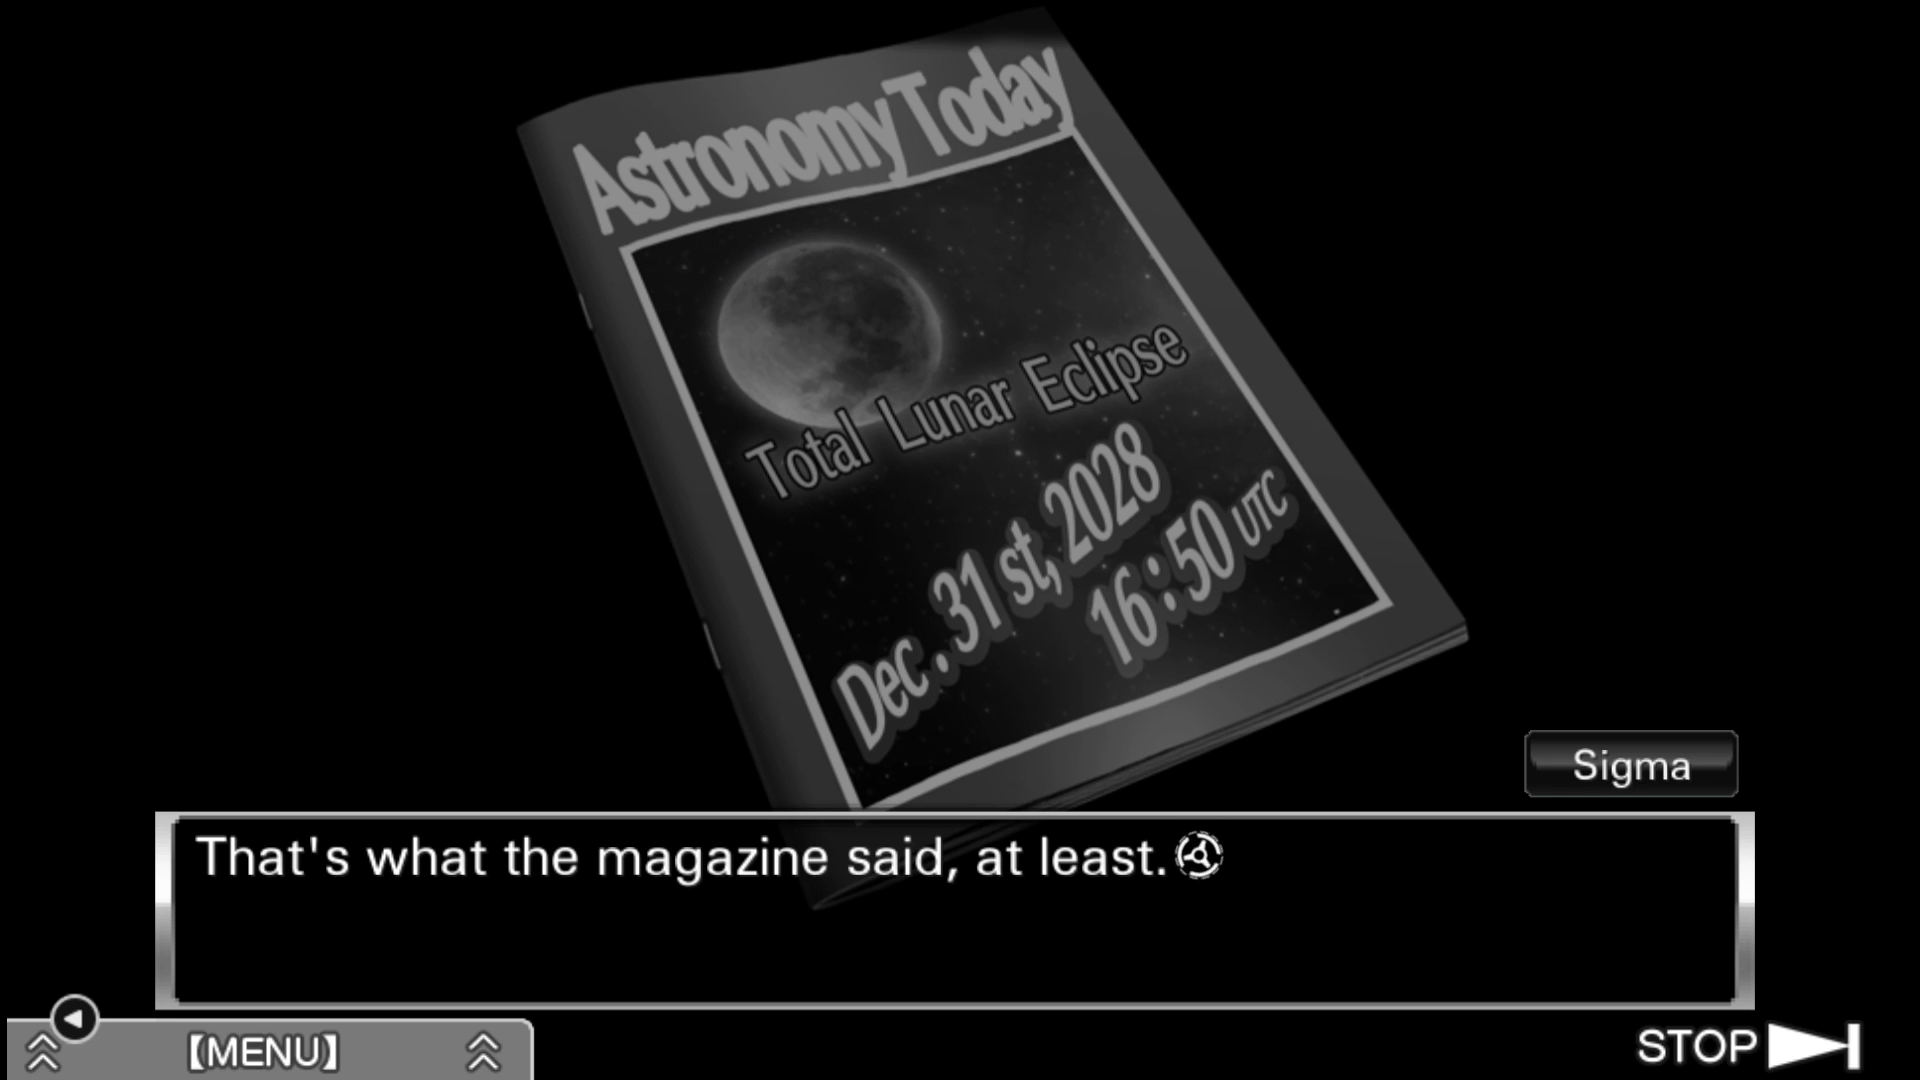 Astronomy Today
Total Lunar Eclipse
Dec. 31st, 2028
16:50 UTC
Sigma
That's what the magazine said, at least.
【MENU】
STOP